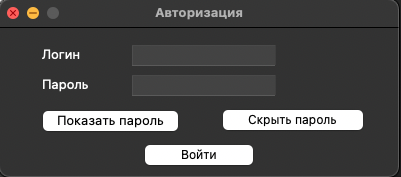 Авторизация
Логин
Пароль
Показать пароль
Скрыть пароль
Войти